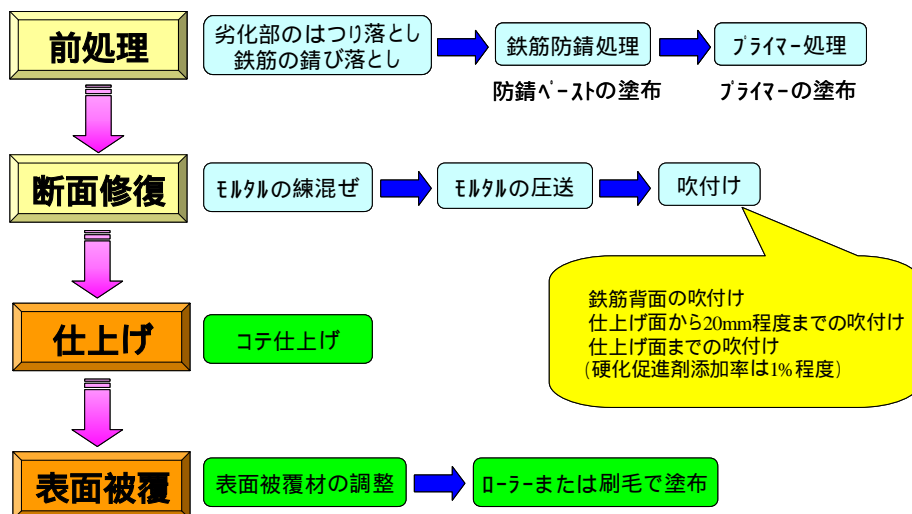 前処理
劣化部のはつり落とし
鉄筋の錆び落とし
鉄筋防錆処理
防錆ﾍﾟｰｽﾄの塗布
ﾌﾟﾗｲﾏｰ処理
ﾌﾟﾗｲﾏｰの塗布
断面修復
ﾓﾙﾀﾙの練混ぜ
ﾓﾙﾀﾙの圧送
吹付け
鉄筋背面の吹付け
仕上げ面から20mm程度までの吹付け
仕上げ面までの吹付け
(硬化促進剤添加率は1%程度)
仕上げ
ｺﾃ仕上げ
表面被覆
表面被覆材の調整
ﾛｰﾗｰまたは刷毛で塗布